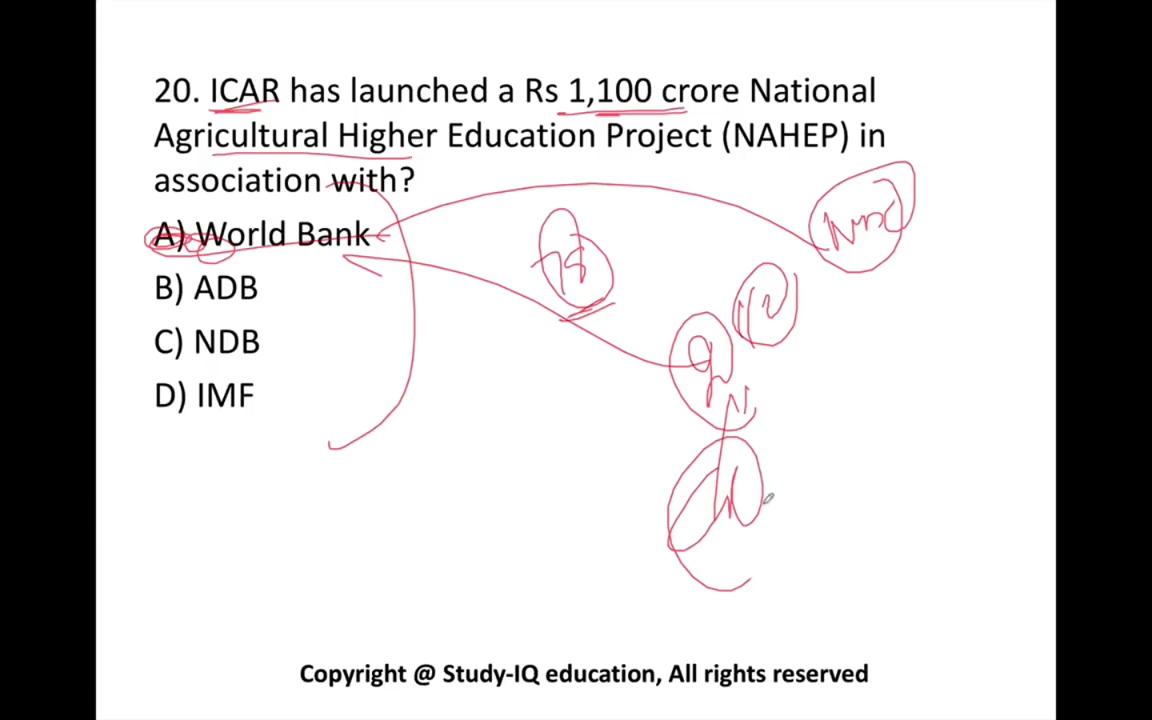 20. ICAR has launched a Rs 1,100 crore National
Agricultural Higher Education Project (NAHEP) in
association with?
A) World Bank
B) ADB
C) NDB
D) IMF
Copyright @ Study-IQ education, All rights reserved